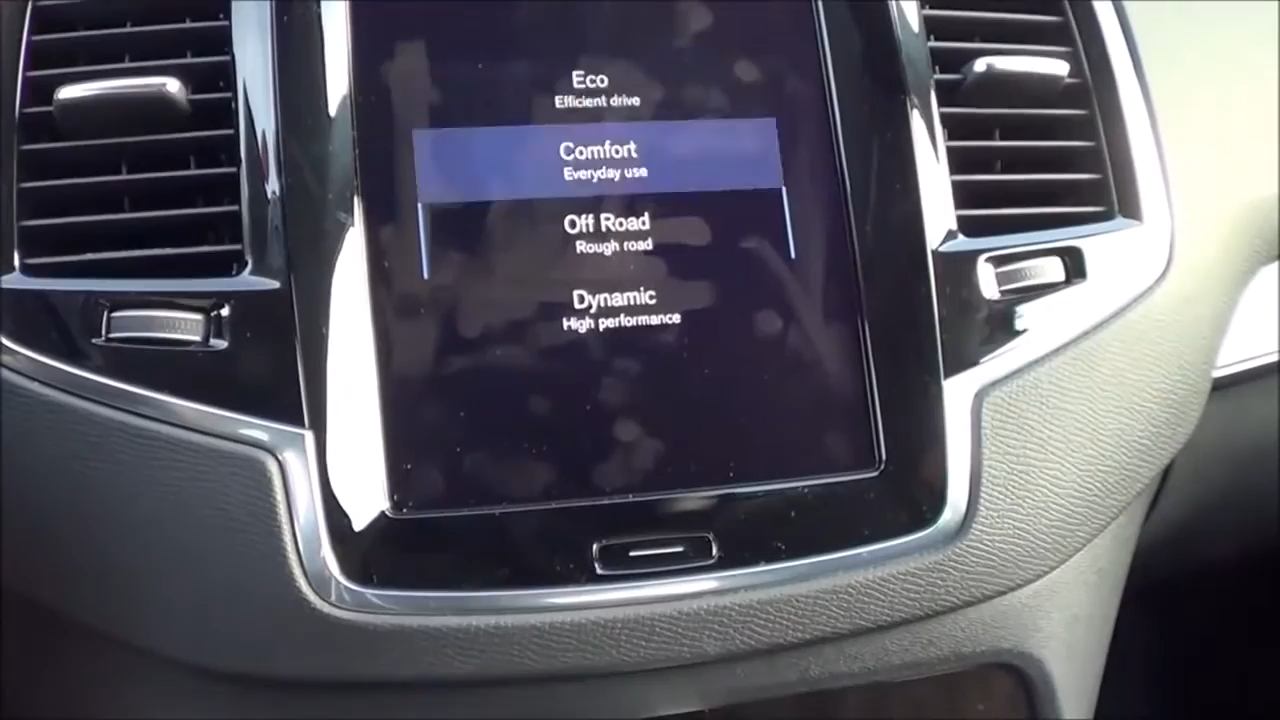 Eco
Efficient drive
Comfort
Everyday use
Off Road
Rough road
Dynamic
High performance